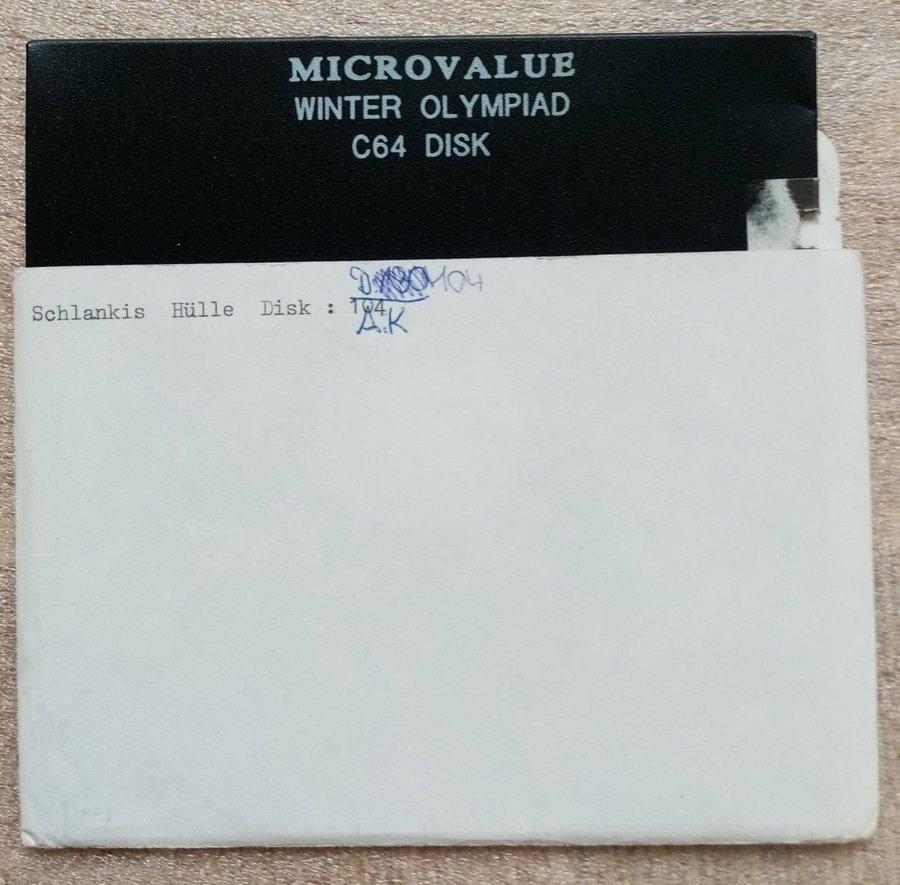 MICROVALUE
WINTER OLYMPIAD
C64 DISK
D 104
Schlankis Hülle Disk : 104
A.K